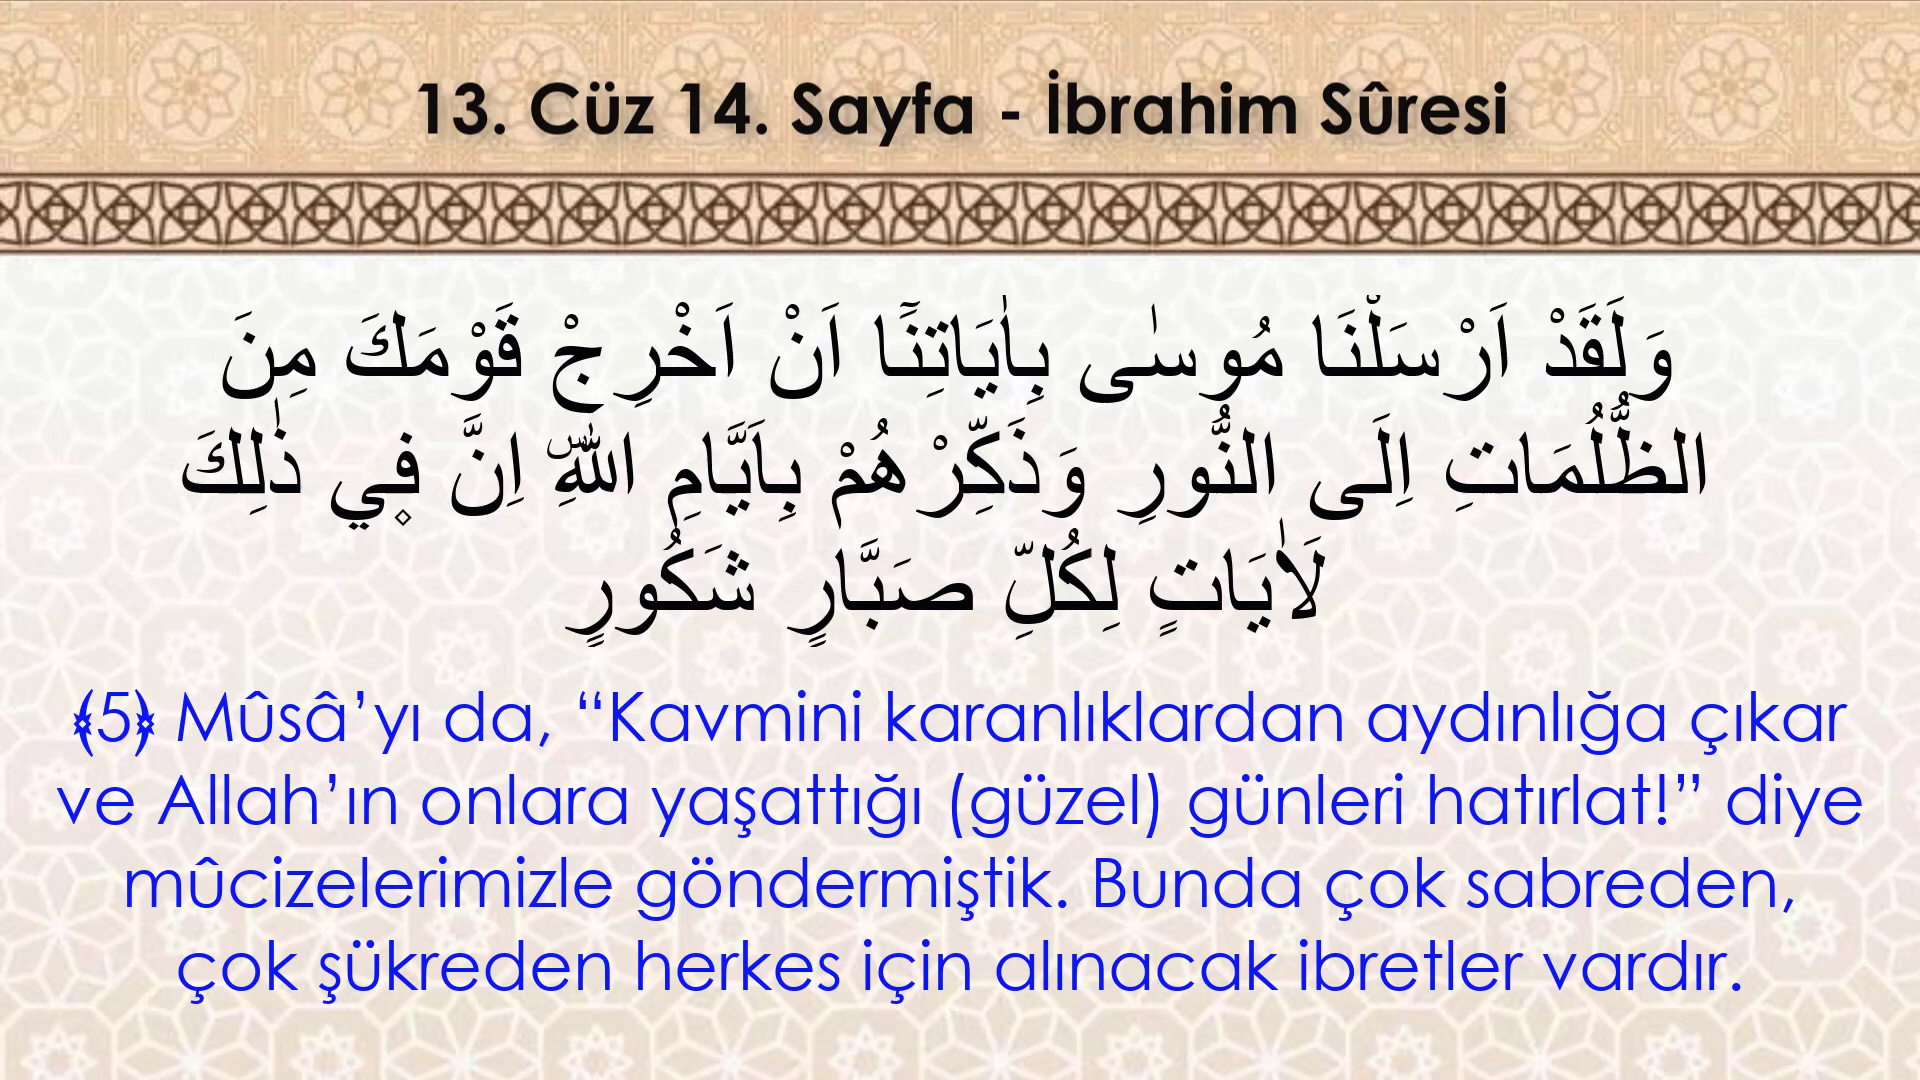 13. Cüz 14. Sayfa - İbrahim Sûresi
وَلَقَدْ اَرْسَلْنَا مُوسٰى بِاٰيَاتِنَٓا اَنْ اَخْرِجْ قَوْمَكَ مِنَ
الظُّلُمَاتِ اِلَى النُّورِ وَذَكِّرْهُمْ بِاَيَّامِ اللّٰهِۜ اِنَّ ف۪ي ذٰلِكَ
لَاٰيَاتٍ لِكُلِّ صَبَّارٍ شَكُورٍ
﴾5﴿ Mûsâ’yı da, “Kavmini karanlıklardan aydınlığa çıkar
ve Allah’ın onlara yaşattığı (güzel) günleri hatırlat!” diye
mûcizelerimizle göndermiştik. Bunda çok sabreden,
çok şükreden herkes için alınacak ibretler vardır.